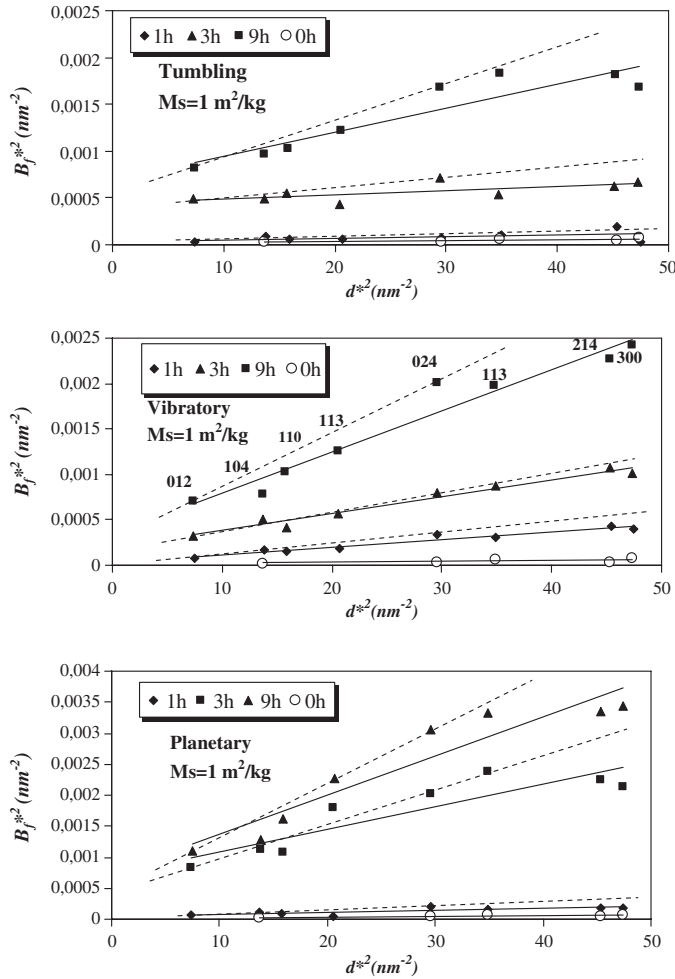 0,0025
0,002
0,0015
0,001
0,0005
0
B_f*² (nm⁻²)
1h 3h 9h 0h
Tumbling
Ms=1 m²/kg
0 10 20 30 40 50
d*²(nm⁻²)
0,0025
0,002
0,0015
0,001
0,0005
0
B_f*² (nm⁻²)
1h 3h 9h 0h
Vibratory
Ms=1 m²/kg
012
104
110
113
024
113
214
300
0 10 20 30 40 50
d*²(nm⁻²)
0,004
0,0035
0,003
0,0025
0,002
0,0015
0,001
0,0005
0
B_f*² (nm⁻²)
1h 3h 9h 0h
Planetary
Ms=1 m²/kg
0 10 20 30 40 50
d*²(nm⁻²)